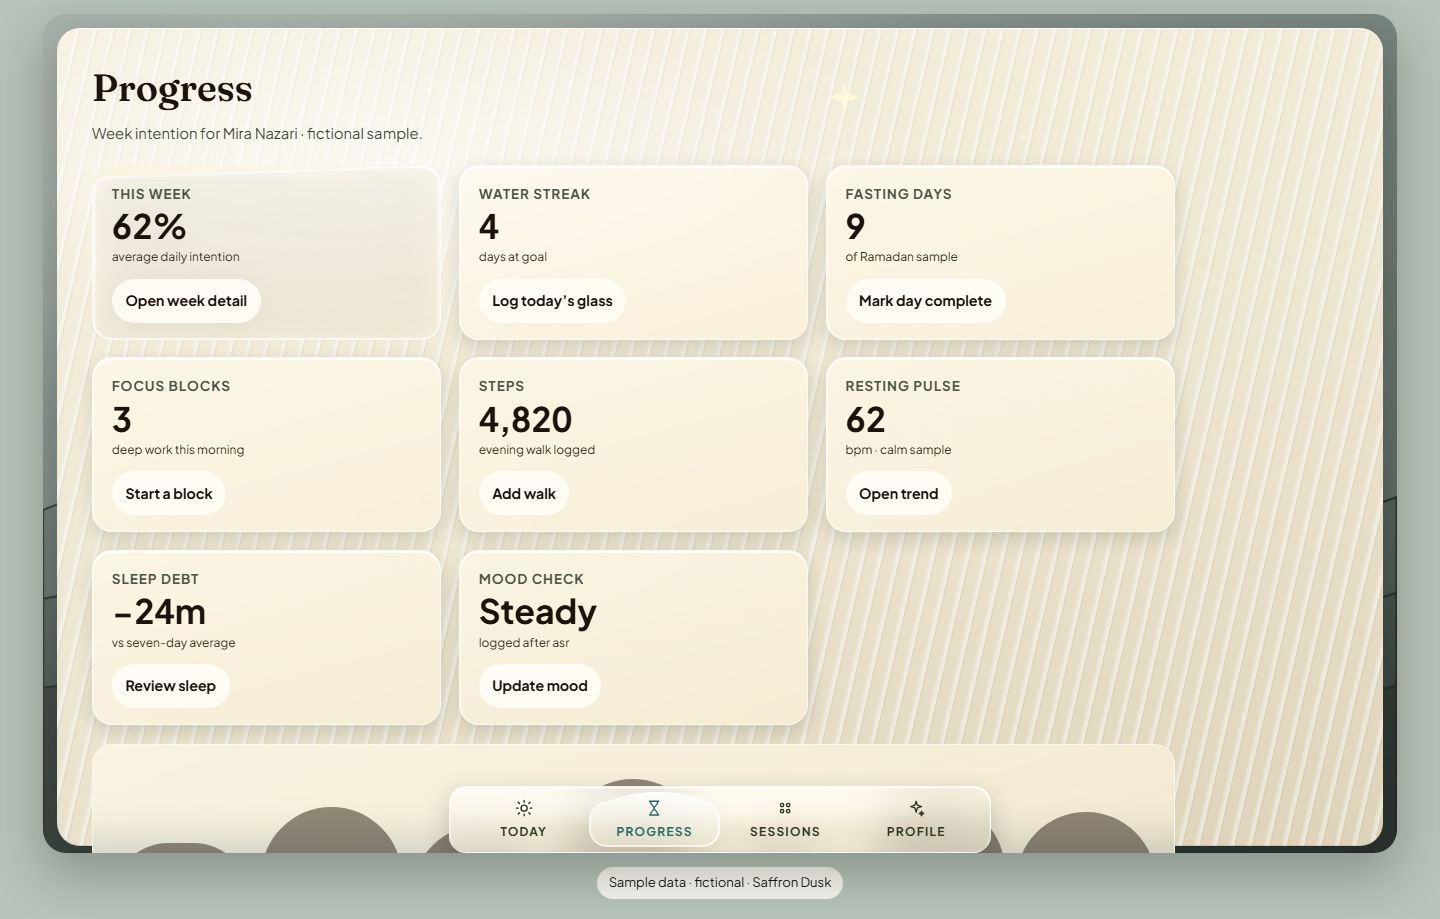 Progress
Week intention for Mira Nazari · fictional sample.
THIS WEEK
62%
average daily intention
Open week detail
WATER STREAK
4
days at goal
Log today’s glass
FASTING DAYS
9
of Ramadan sample
Mark day complete
FOCUS BLOCKS
3
deep work this morning
Start a block
STEPS
4,820
evening walk logged
Add walk
RESTING PULSE
62
bpm · calm sample
Open trend
SLEEP DEBT
−24m
vs seven-day average
Review sleep
MOOD CHECK
Steady
logged after asr
Update mood
TODAY
PROGRESS
SESSIONS
PROFILE
Sample data · fictional · Saffron Dusk